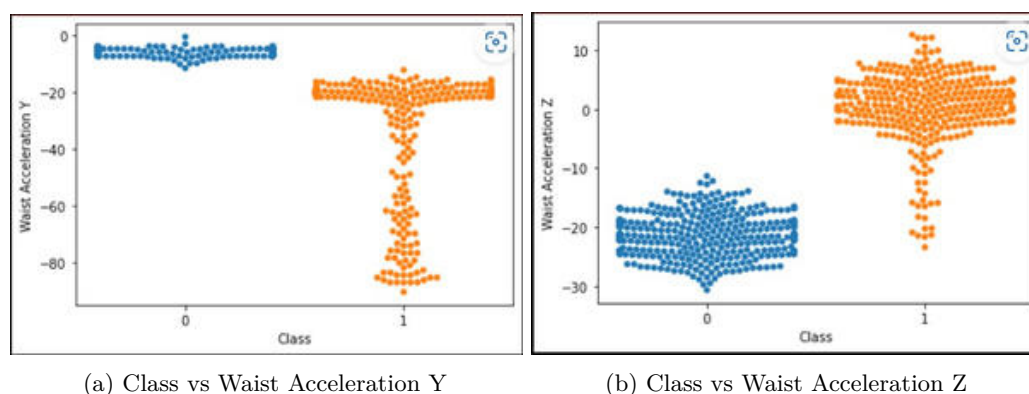 Waist Acceleration Y
0
−20
−40
−60
−80
0
1
Class
Waist Acceleration Z
10
0
−10
−20
−30
0
1
Class
(a) Class vs Waist Acceleration Y
(b) Class vs Waist Acceleration Z